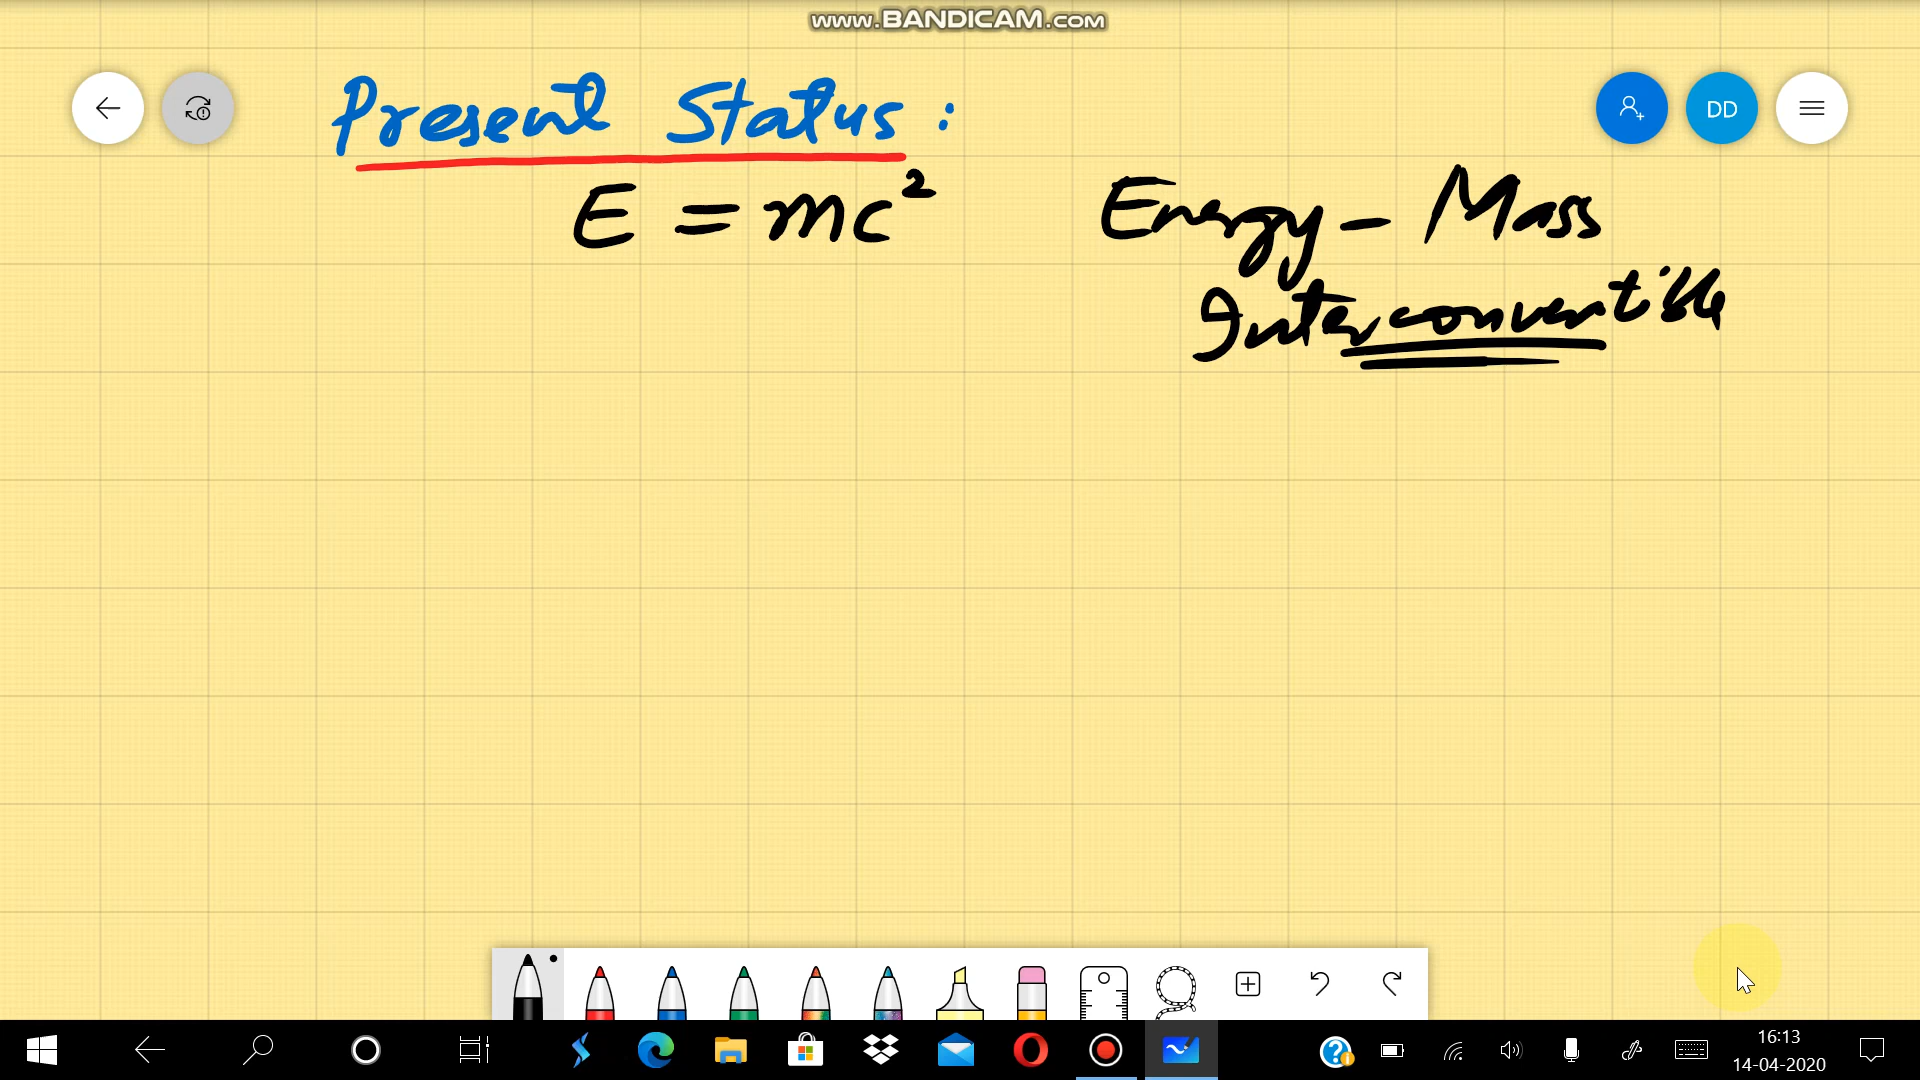 www.BANDICAM.com
Present Status :
DD
E = mc²
Energy - Mass
Interconvertible
16:13
14-04-2020